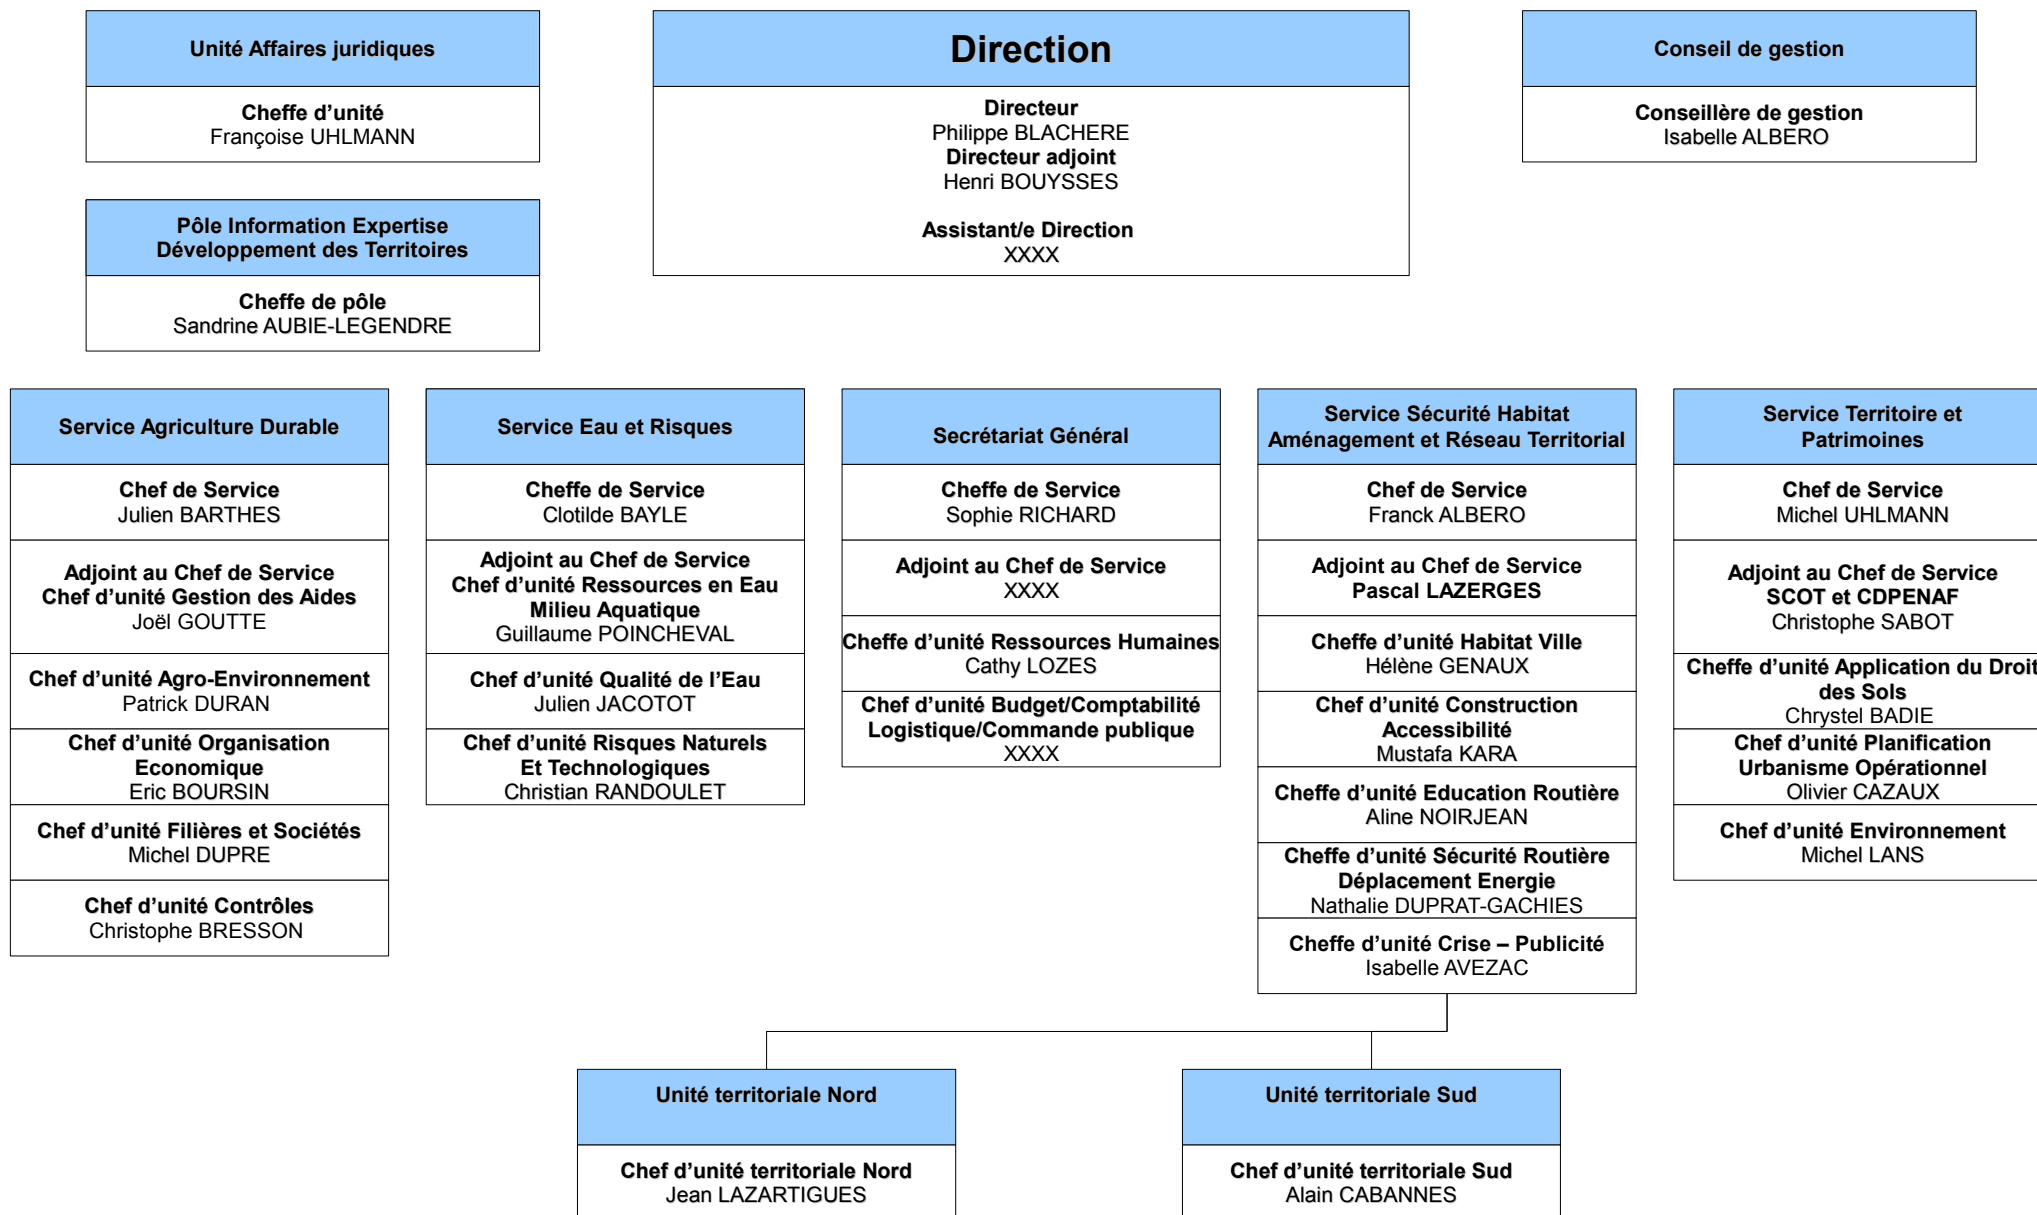 Unité Affaires juridiques
Cheffe d’unité
Françoise UHLMANN
Direction
Directeur
Philippe BLACHERE
Directeur adjoint
Henri BOUYSSES
Assistant/e Direction
XXXX
Conseil de gestion
Conseillère de gestion
Isabelle ALBERO
Pôle Information Expertise
Développement des Territoires
Cheffe de pôle
Sandrine AUBIE-LEGENDRE
Service Agriculture Durable
Chef de Service
Julien BARTHES
Adjoint au Chef de Service
Chef d’unité Gestion des Aides
Joël GOUTTE
Chef d’unité Agro-Environnement
Patrick DURAN
Chef d’unité Organisation
Economique
Eric BOURSIN
Chef d’unité Filières et Sociétés
Michel DUPRE
Chef d’unité Contrôles
Christophe BRESSON
Service Eau et Risques
Cheffe de Service
Clotilde BAYLE
Adjoint au Chef de Service
Chef d’unité Ressources en Eau
Milieu Aquatique
Guillaume POINCHEVAL
Chef d’unité Qualité de l’Eau
Julien JACOTOT
Chef d’unité Risques Naturels
Et Technologiques
Christian RANDOULET
Secrétariat Général
Cheffe de Service
Sophie RICHARD
Adjoint au Chef de Service
XXXX
Cheffe d’unité Ressources Humaines
Cathy LOZES
Chef d’unité Budget/Comptabilité
Logistique/Commande publique
XXXX
Service Sécurité Habitat
Aménagement et Réseau Territorial
Chef de Service
Franck ALBERO
Adjoint au Chef de Service
Pascal LAZERGES
Cheffe d’unité Habitat Ville
Hélène GENAUX
Chef d’unité Construction
Accessibilité
Mustafa KARA
Cheffe d’unité Education Routière
Aline NOIRJEAN
Cheffe d’unité Sécurité Routière
Déplacement Energie
Nathalie DUPRAT-GACHIES
Cheffe d’unité Crise – Publicité
Isabelle AVEZAC
Service Territoire et
Patrimoines
Chef de Service
Michel UHLMANN
Adjoint au Chef de Service
SCOT et CDPENAF
Christophe SABOT
Cheffe d’unité Application du Droit
des Sols
Chrystel BADIE
Chef d’unité Planification
Urbanisme Opérationnel
Olivier CAZAUX
Chef d’unité Environnement
Michel LANS
Unité territoriale Nord
Chef d’unité territoriale Nord
Jean LAZARTIGUES
Unité territoriale Sud
Chef d’unité territoriale Sud
Alain CABANNES